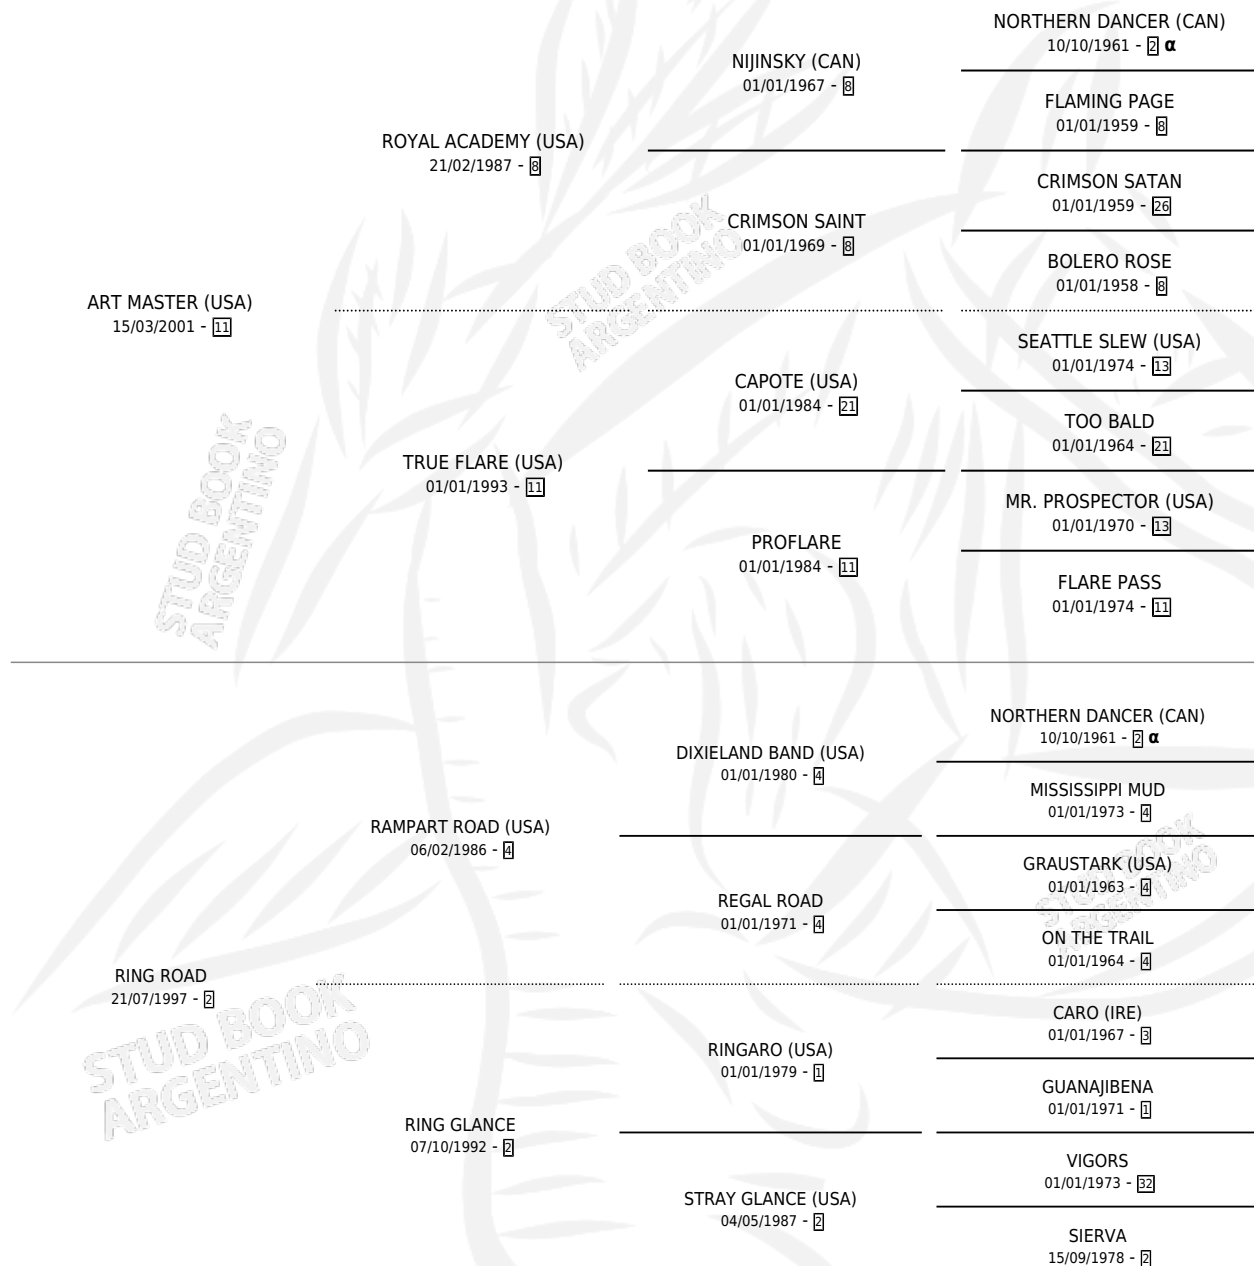 NORTHERN DANCER (CAN)
10/10/1961 - 2 α
NIJINSKY (CAN)
01/01/1967 - 8
FLAMING PAGE
01/01/1959 - 8
ROYAL ACADEMY (USA)
21/02/1987 - 8
CRIMSON SATAN
01/01/1959 - 26
CRIMSON SAINT
01/01/1969 - 8
BOLERO ROSE
01/01/1958 - 8
STUD BOOK
ARGENTINO
ART MASTER (USA)
15/03/2001 - 11
SEATTLE SLEW (USA)
01/01/1974 - 13
CAPOTE (USA)
01/01/1984 - 21
TOO BALD
01/01/1964 - 21
TRUE FLARE (USA)
01/01/1993 - 11
MR. PROSPECTOR (USA)
01/01/1970 - 13
PROFLARE
01/01/1984 - 11
FLARE PASS
01/01/1974 - 11
STUD BOOK
ARGENTINO
NORTHERN DANCER (CAN)
10/10/1961 - 2 α
DIXIELAND BAND (USA)
01/01/1980 - 4
MISSISSIPPI MUD
01/01/1973 - 4
RAMPART ROAD (USA)
06/02/1986 - 4
GRAUSTARK (USA)
01/01/1963 - 4
STUD BOOK
ARGENTINO
REGAL ROAD
01/01/1971 - 4
ON THE TRAIL
01/01/1964 - 4
RING ROAD
21/07/1997 - 2
STUD BOOK
ARGENTINO
CARO (IRE)
01/01/1967 - 3
RINGARO (USA)
01/01/1979 - 1
GUANAJIBENA
01/01/1971 - 1
RING GLANCE
07/10/1992 - 2
VIGORS
01/01/1973 - 32
STRAY GLANCE (USA)
04/05/1987 - 2
SIERVA
15/09/1978 - 2